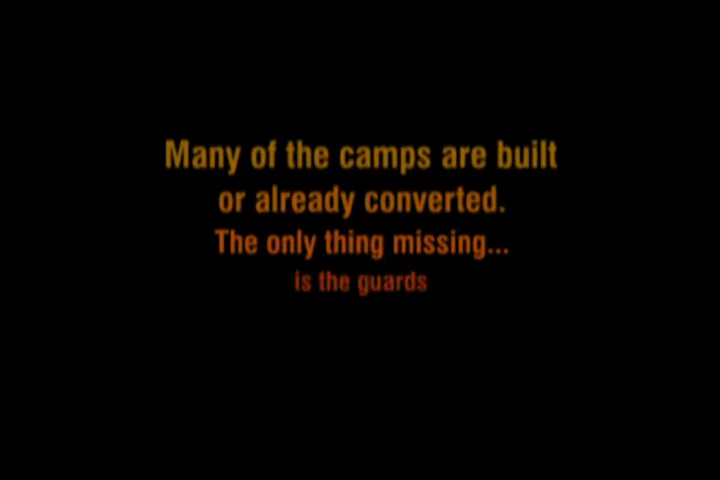 Many of the camps are built
or already converted.
The only thing missing...
is the guards